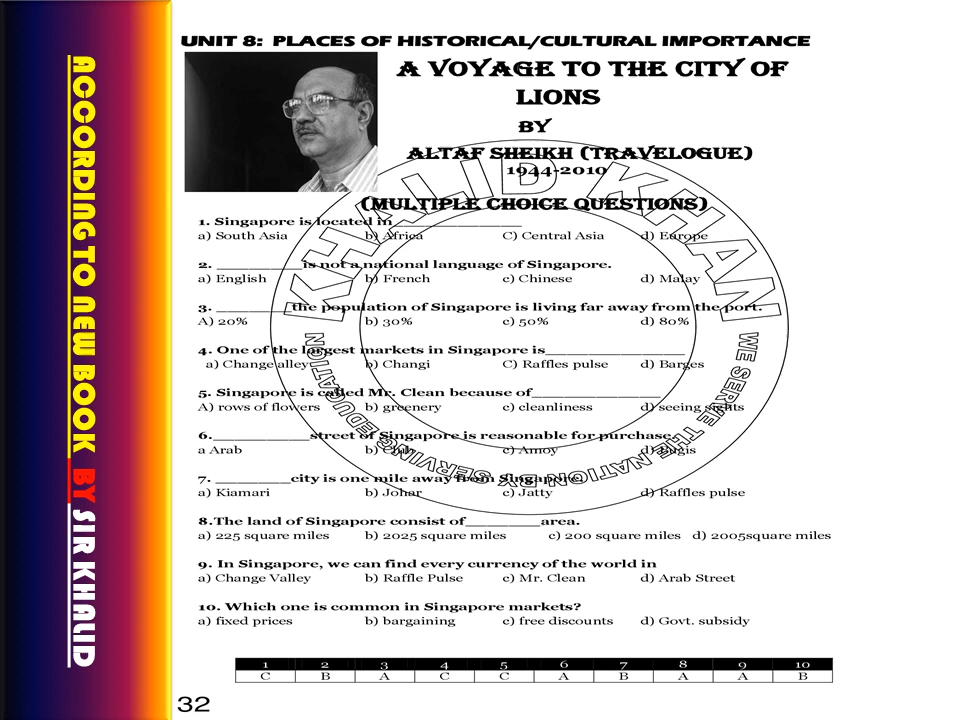 ACCORDING TO NEW BOOK BY SIR KHALID
UNIT 8: PLACES OF HISTORICAL/CULTURAL IMPORTANCE
A VOYAGE TO THE CITY OF
LIONS
BY
ALTAF SHEIKH (TRAVELOGUE)
1944-2010
(MULTIPLE CHOICE QUESTIONS)
KHALID KHAN
WE SERVE THE NATION BY SERVING EDUCATION
1. Singapore is located in_______________
a) South Asia b) Africa C) Central Asia d) Europe
2. __________is not a national language of Singapore.
a) English b) French c) Chinese d) Malay
3. _________the population of Singapore is living far away from the port.
A) 20% b) 30% c) 50% d) 80%
4. One of the largest markets in Singapore is________________
a) Change alley b) Changi C) Raffles pulse d) Barges
5. Singapore is called Mr. Clean because of_______________
A) rows of flowers b) greenery c) cleanliness d) seeing sights
6.___________street of Singapore is reasonable for purchase.
a Arab b) Club c) Amoy d) Bugis
7. _________city is one mile away from Singapore.
a) Kiamari b) Johar c) Jatty d) Raffles pulse
8.The land of Singapore consist of_________area.
a) 225 square miles b) 2025 square miles c) 200 square miles d) 2005square miles
9. In Singapore, we can find every currency of the world in
a) Change Valley b) Raffle Pulse c) Mr. Clean d) Arab Street
10. Which one is common in Singapore markets?
a) fixed prices b) bargaining c) free discounts d) Govt. subsidy
1 2 3 4 5 6 7 8 9 10
C B A C C A B A A B
32